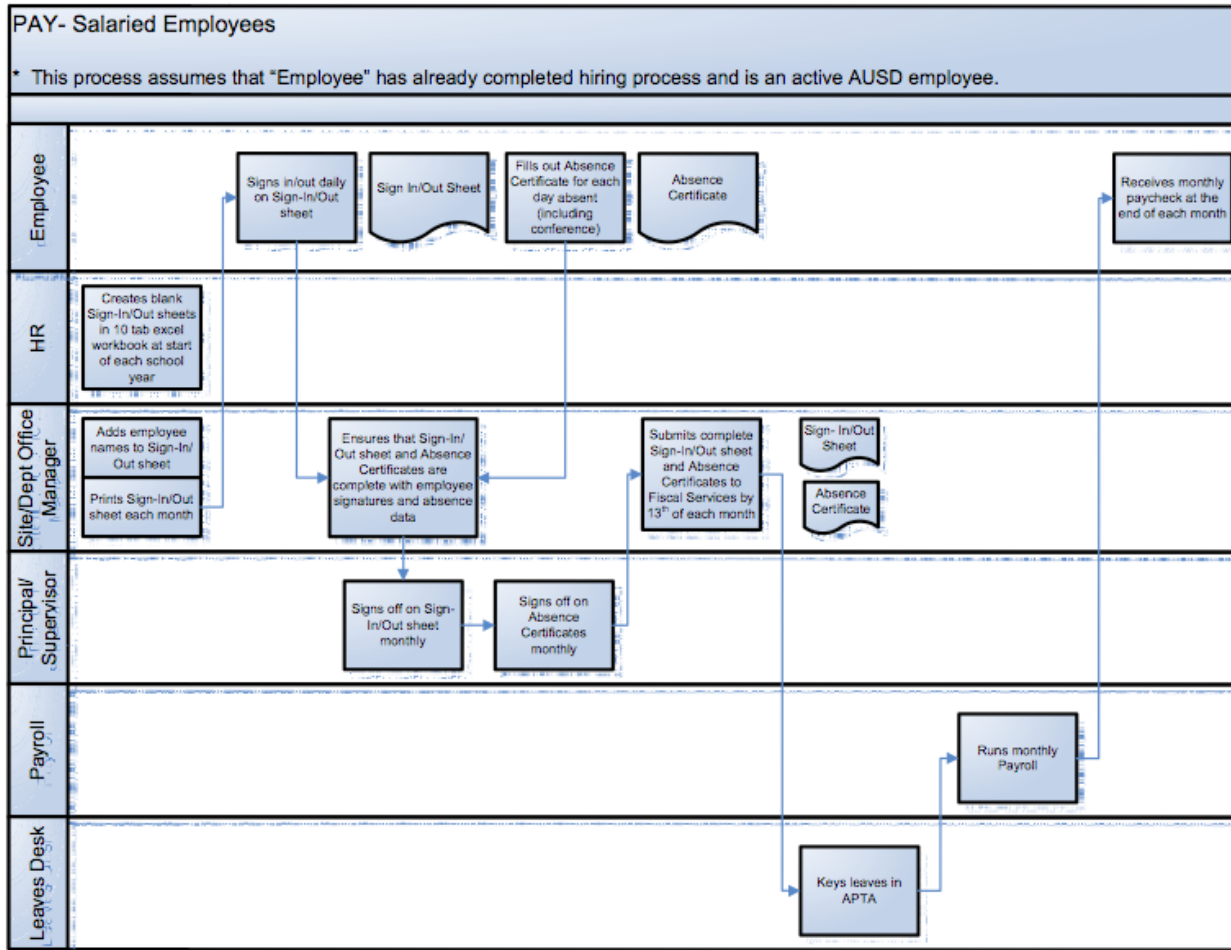 PAY- Salaried Employees
* This process assumes that “Employee” has already completed hiring process and is an active AUSD employee.
Employee
Signs in/out daily
on Sign-In/Out
sheet
Sign In/Out Sheet
Fills out Absence
Certificate for each
day absent
(including
conference)
Absence
Certificate
Receives monthly
paycheck at the
end of each month
HR
Creates blank
Sign-In/Out sheets
in 10 tab excel
workbook at start
of each school
year
Site/Dept Office
Manager
Adds employee
names to Sign-In/
Out sheet
Prints Sign-In/Out
sheet each month
Ensures that Sign-In/
Out sheet and Absence
Certificates are
complete with employee
signatures and absence
data
Submits complete
Sign-In/Out sheet
and Absence
Certificates to
Fiscal Services by
13th of each month
Sign- In/Out
Sheet
Absence
Certificate
Principal/
Supervisor
Signs off on Sign-
In/Out sheet
monthly
Signs off on
Absence
Certificates
monthly
Payroll
Runs monthly
Payroll
Leaves Desk
Keys leaves in
APTA